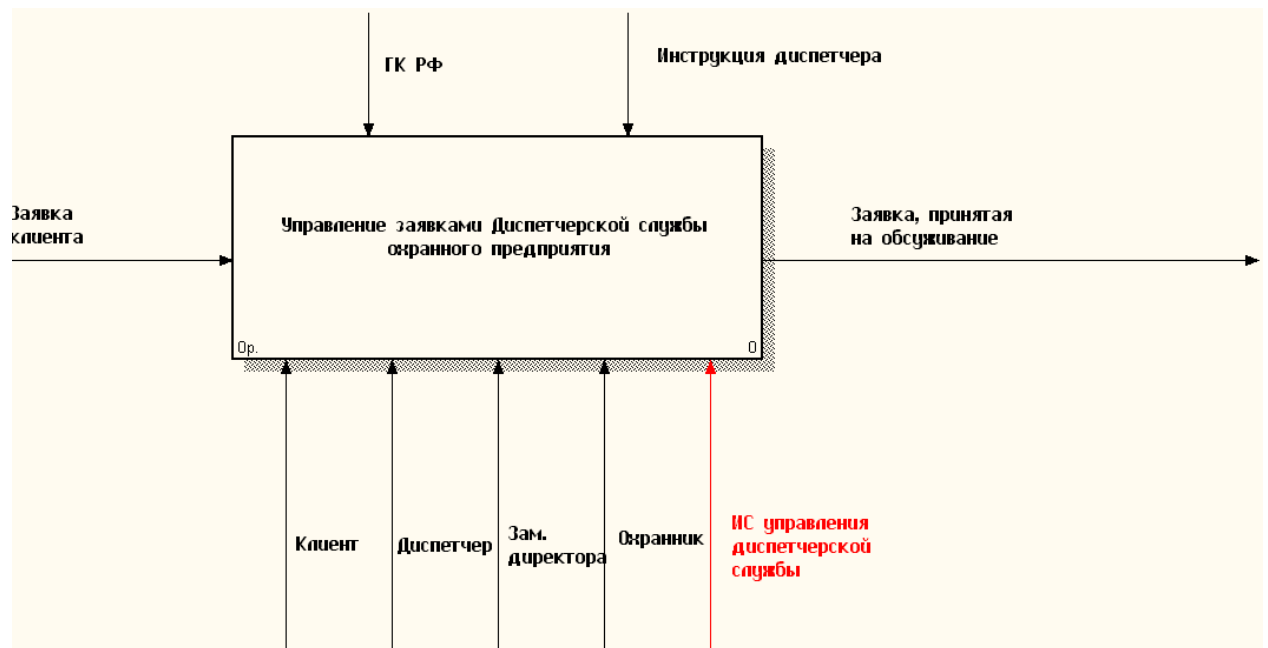 ГК РФ
Инструкция диспетчера
Заявка
клиента
Управление заявками Диспетчерской службы
охранного предприятия
Заявка, принятая
на обсуживание
0р.
0
Клиент
Диспетчер
Зам.
директора
Охранник
ИС управления
диспетчерской
службы